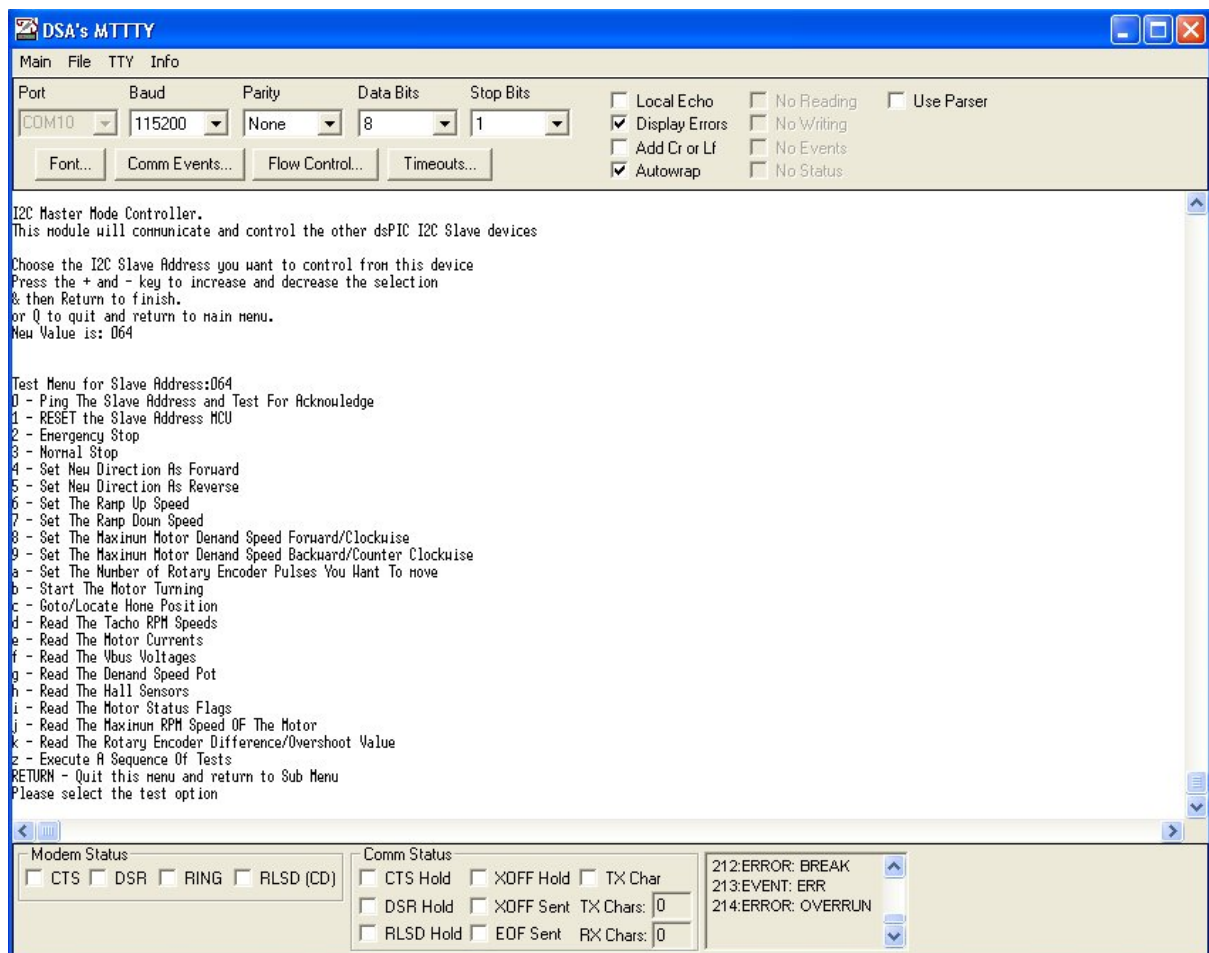 DSA's MTTTY
Main File TTY Info
Port Baud Parity Data Bits Stop Bits
COM10 115200 None 8 1
Local Echo No Reading Use Parser
Display Errors No Writing
Add Cr or Lf No Events
Autowrap No Status
Font... Comm Events... Flow Control... Timeouts...
I2C Master Mode Controller.
This module will communicate and control the other dsPIC I2C Slave devices
Choose the I2C Slave Address you want to control from this device
Press the + and - key to increase and decrease the selection
& then Return to finish.
or Q to quit and return to main menu.
New Value is: 064
Test Menu for Slave Address:064
0 - Ping The Slave Address and Test For Acknowledge
1 - RESET the Slave Address MCU
2 - Emergency Stop
3 - Normal Stop
4 - Set New Direction As Forward
5 - Set New Direction As Reverse
6 - Set The Ramp Up Speed
7 - Set The Ramp Down Speed
8 - Set The Maximum Motor Demand Speed Forward/Clockwise
9 - Set The Maximum Motor Demand Speed Backward/Counter Clockwise
a - Set The Number of Rotary Encoder Pulses You Want To move
b - Start The Motor Turning
c - Goto/Locate Home Position
d - Read The Tacho RPM Speeds
e - Read The Motor Currents
f - Read The Vbus Voltages
g - Read The Demand Speed Pot
h - Read The Hall Sensors
i - Read The Motor Status Flags
j - Read The Maximum RPM Speed OF The Motor
k - Read The Rotary Encoder Difference/Overshoot Value
z - Execute A Sequence Of Tests
RETURN - Quit this menu and return to Sub Menu
Please select the test option
Modem Status
CTS DSR RING RLSD (CD)
Comm Status
CTS Hold XOFF Hold TX Char
DSR Hold XOFF Sent TX Chars: 0
RLSD Hold EOF Sent RX Chars: 0
212:ERROR: BREAK
213:EVENT: ERR
214:ERROR: OVERRUN